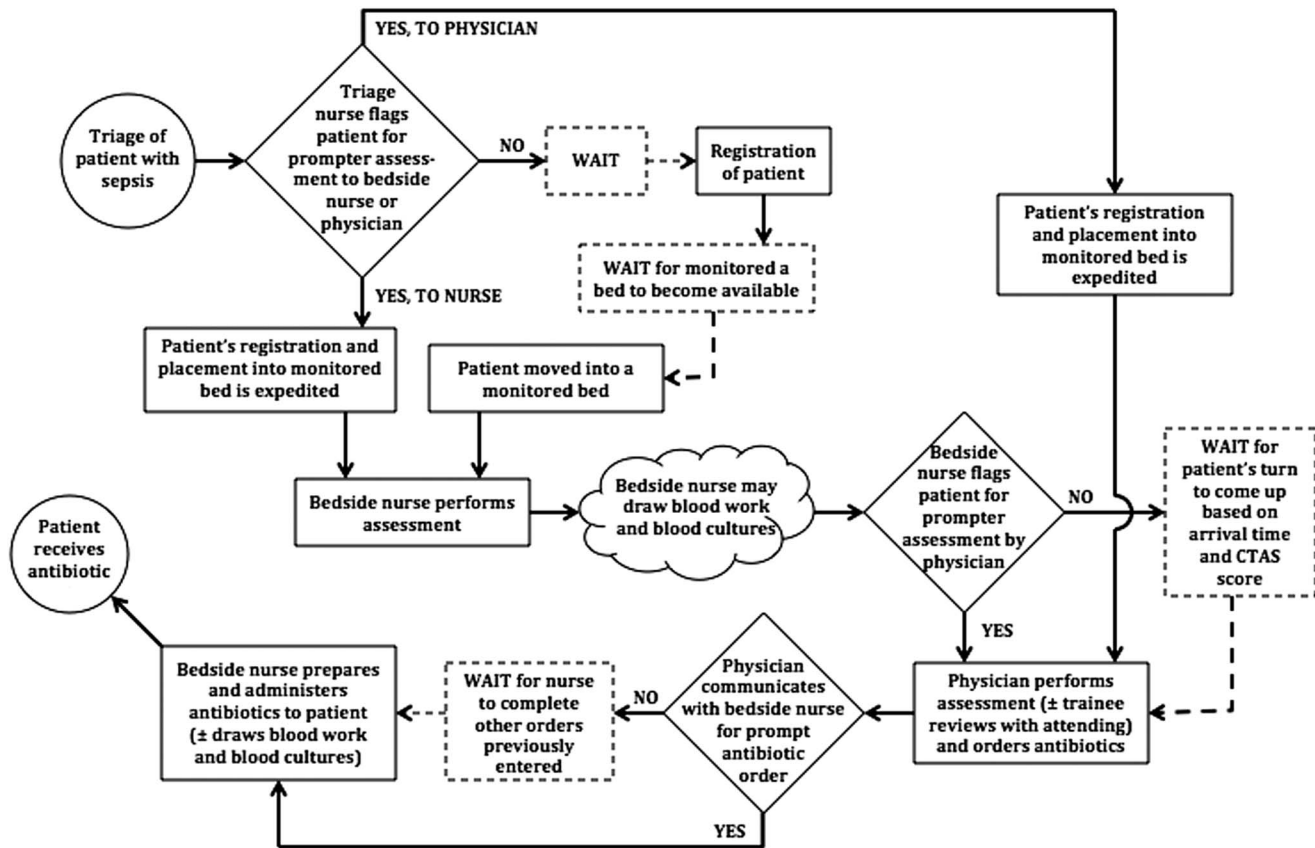 YES, TO PHYSICIAN
Triage of
patient with
sepsis
Triage
nurse flags
patient for
prompter assess-
ment to bedside
nurse or
physician
NO
WAIT
Registration
of patient
Patient's registration
and placement into
monitored bed is
expedited
WAIT for monitored a
bed to become available
YES, TO NURSE
Patient's registration and
placement into monitored
bed is expedited
Patient moved into a
monitored bed
Bedside nurse performs
assessment
Bedside nurse may
draw blood work
and blood cultures
Bedside
nurse flags
patient for
prompter
assessment by
physician
NO
WAIT for
patient's turn
to come up
based on
arrival time
and CTAS
score
YES
Physician performs
assessment (± trainee
reviews with attending)
and orders antibiotics
Physician
communicates
with bedside nurse
for prompt
antibiotic
order
NO
WAIT for nurse
to complete
other orders
previously
entered
YES
Bedside nurse prepares
and administers
antibiotics to patient
(± draws blood work
and blood cultures)
Patient
receives
antibiotic